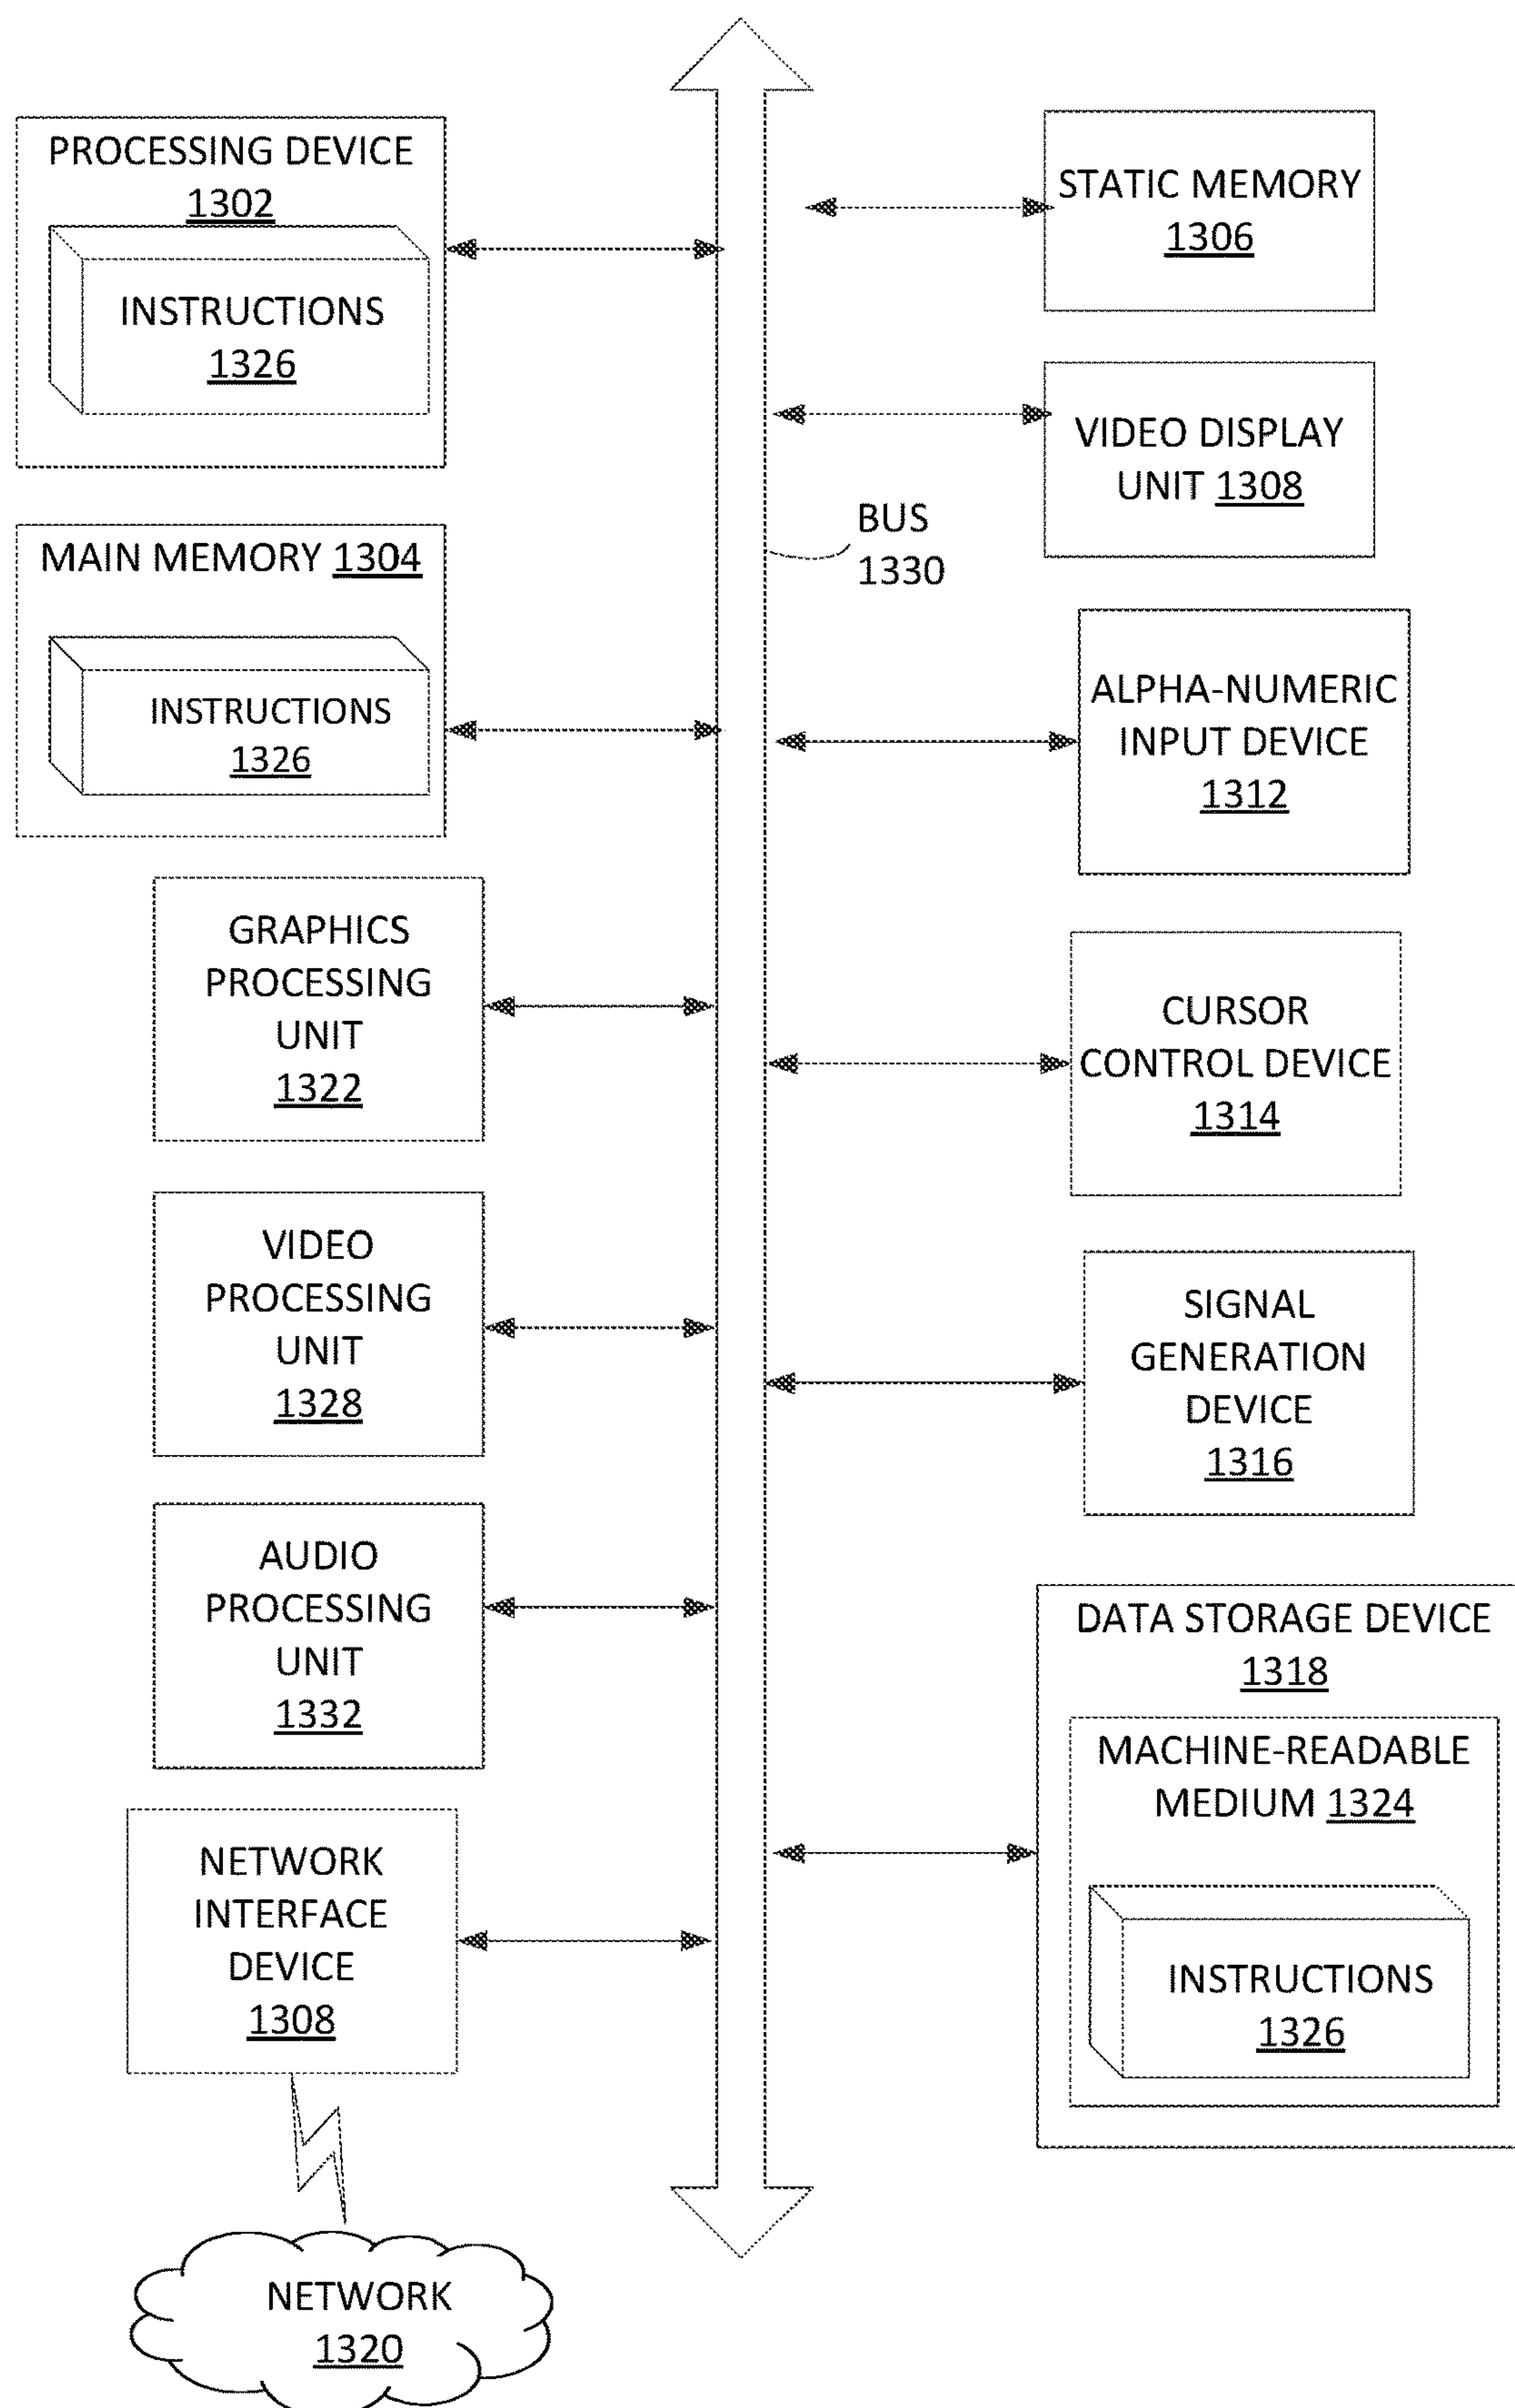 PROCESSING DEVICE
1302
INSTRUCTIONS
1326
MAIN MEMORY 1304
INSTRUCTIONS
1326
GRAPHICS
PROCESSING
UNIT
1322
VIDEO
PROCESSING
UNIT
1328
AUDIO
PROCESSING
UNIT
1332
NETWORK
INTERFACE
DEVICE
1308
NETWORK
1320
BUS
1330
STATIC MEMORY
1306
VIDEO DISPLAY
UNIT 1308
ALPHA-NUMERIC
INPUT DEVICE
1312
CURSOR
CONTROL DEVICE
1314
SIGNAL
GENERATION
DEVICE
1316
DATA STORAGE DEVICE
1318
MACHINE-READABLE
MEDIUM 1324
INSTRUCTIONS
1326